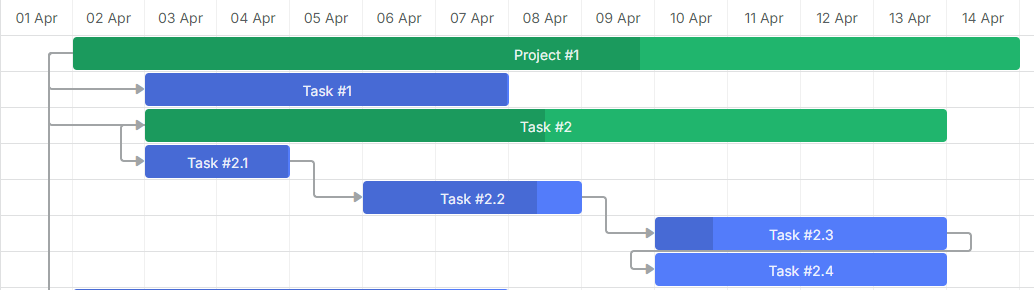 01 Apr 02 Apr 03 Apr 04 Apr 05 Apr 06 Apr 07 Apr 08 Apr 09 Apr 10 Apr 11 Apr 12 Apr 13 Apr 14 Apr
Project #1
Task #1
Task #2
Task #2.1
Task #2.2
Task #2.3
Task #2.4